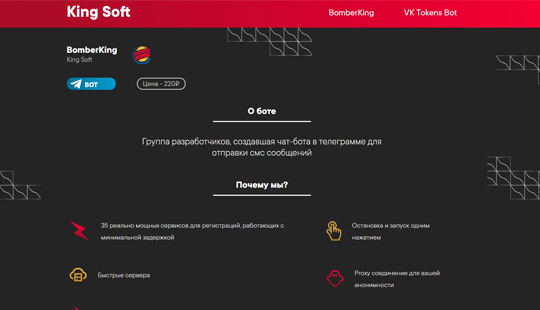 King Soft
BomberKing
VK Tokens Bot
BomberKing
King Soft
БОТ
Цена - 220₽
О боте
Группа разработчиков, создавшая чат-бота в телеграмме для
отправки смс сообщений
Почему мы?
35 реально мощных сервисов для регистраций, работающих с
минимальной задержкой
Остановка и запуск одним
нажатием
Быстрые сервера
Proxy соединение для вашей
анонимности